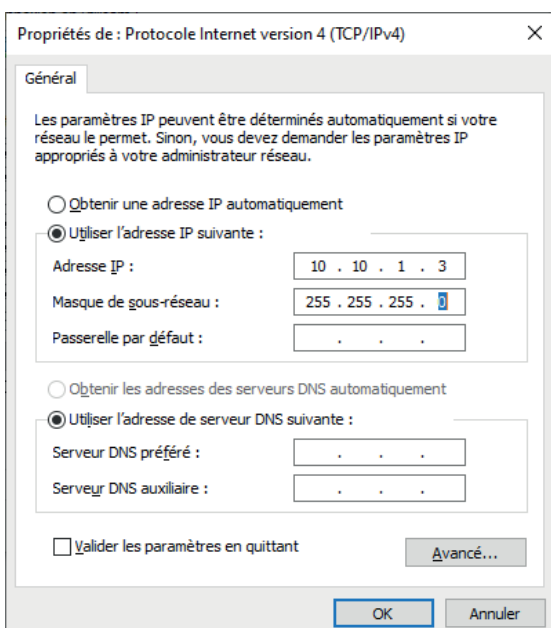 Propriétés de : Protocole Internet version 4 (TCP/IPv4)
Général
Les paramètres IP peuvent être déterminés automatiquement si votre
réseau le permet. Sinon, vous devez demander les paramètres IP
appropriés à votre administrateur réseau.
Obtenir une adresse IP automatiquement
Utiliser l'adresse IP suivante :
Adresse IP : 10 . 10 . 1 . 3
Masque de sous-réseau : 255 . 255 . 255 . 0
Passerelle par défaut : . . .
Obtenir les adresses des serveurs DNS automatiquement
Utiliser l'adresse de serveur DNS suivante :
Serveur DNS préféré : . . .
Serveur DNS auxiliaire : . . .
Valider les paramètres en quittant
Avancé...
OK Annuler